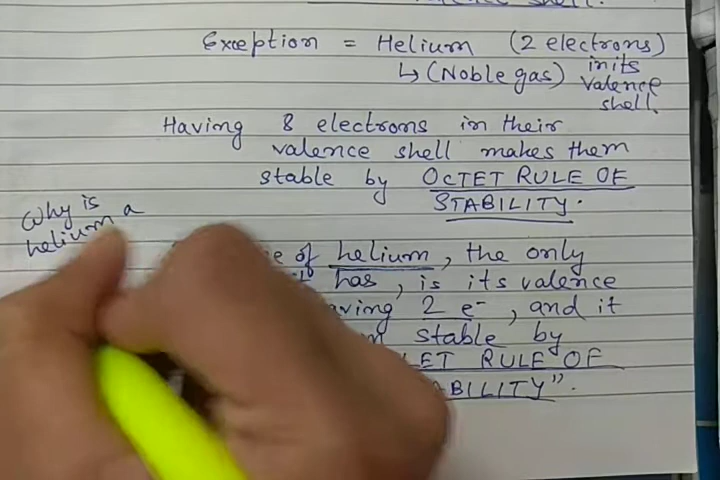 Exception = Helium (2 electrons)
↳ (Noble gas) in its
valence
shell.
Having 8 electrons in their
valence shell makes them
stable by OCTET RULE OF
STABILITY.
Why is
helium a
of helium, the only
has, is its valence
2 e⁻, and it
stable by
RULE OF